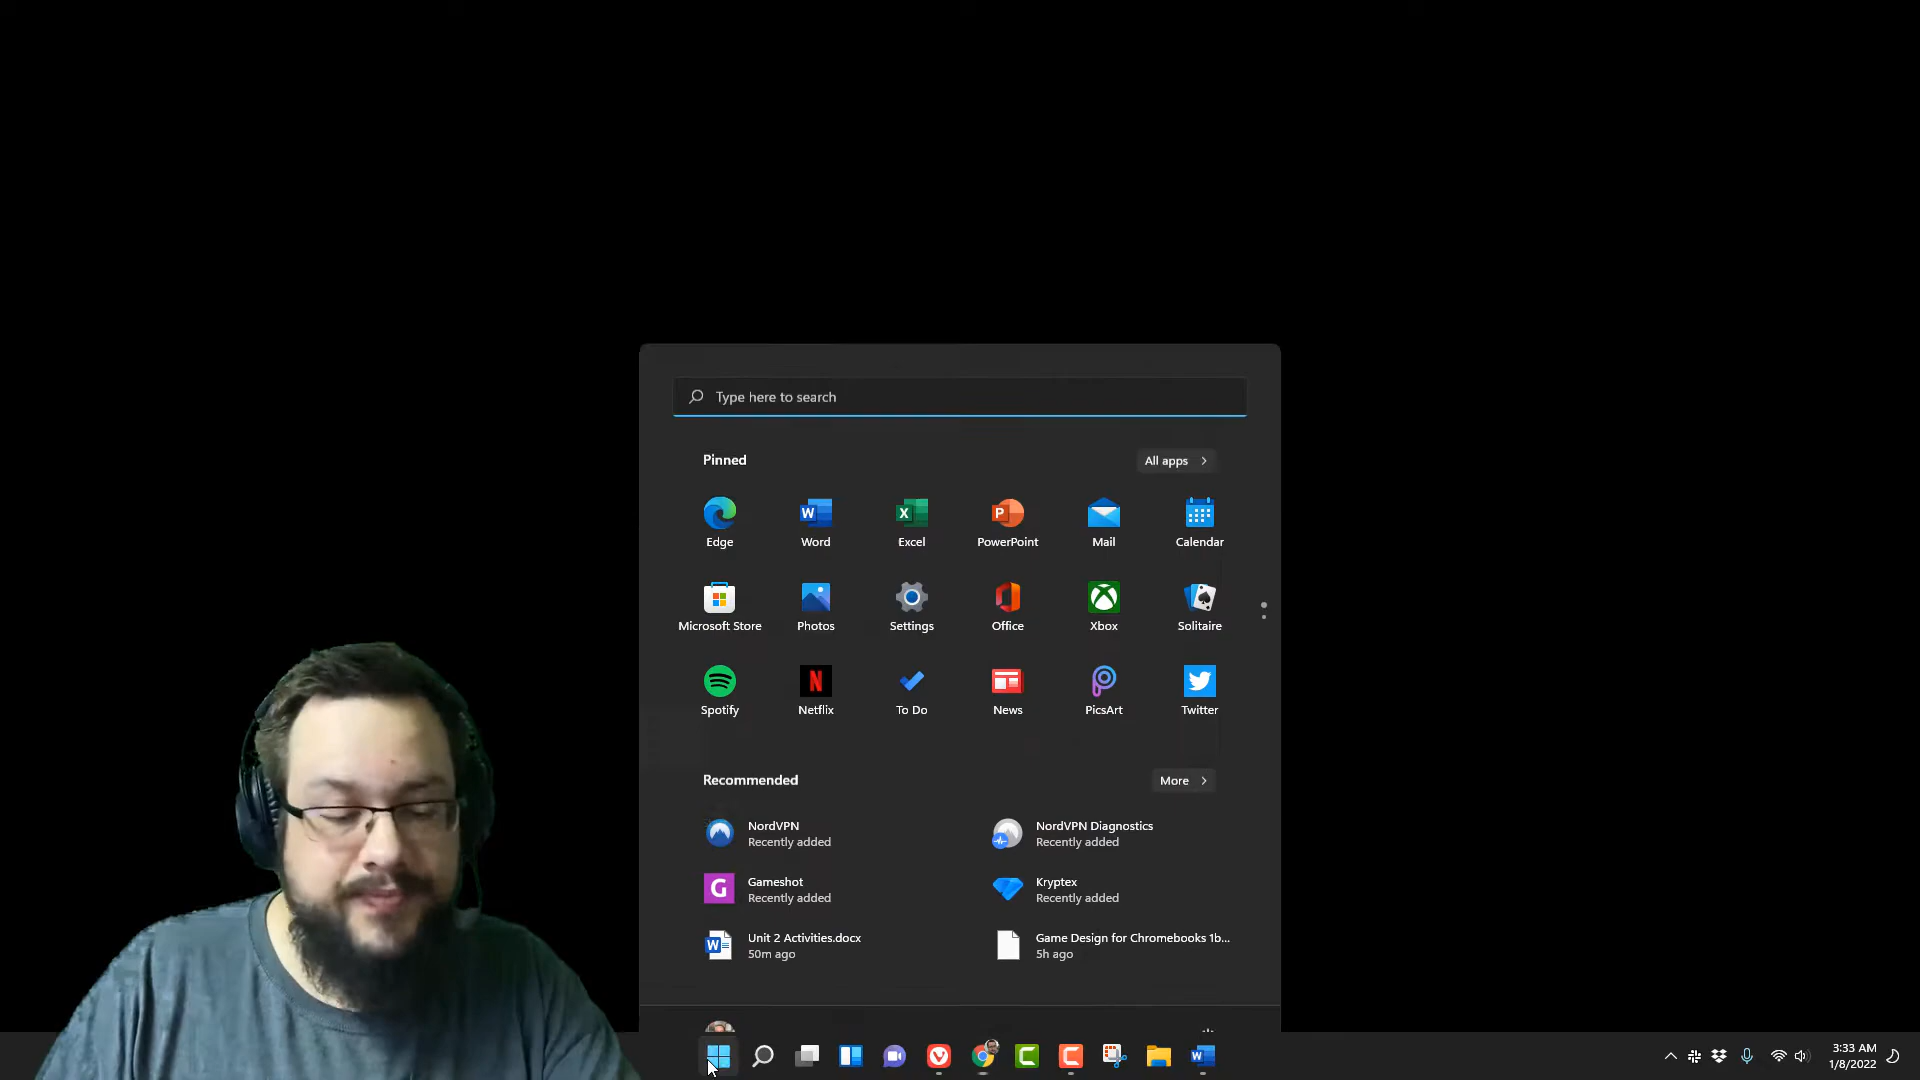 Type here to search
Pinned
All apps
Edge
Word
Excel
PowerPoint
Mail
Calendar
Microsoft Store
Photos
Settings
Office
Xbox
Solitaire
Spotify
Netflix
To Do
News
PicsArt
Twitter
Recommended
More
NordVPN
Recently added
NordVPN Diagnostics
Recently added
Gameshot
Recently added
Kryptex
Recently added
Unit 2 Activities.docx
50m ago
Game Design for Chromebooks 1b...
5h ago
3:33 AM
1/8/2022